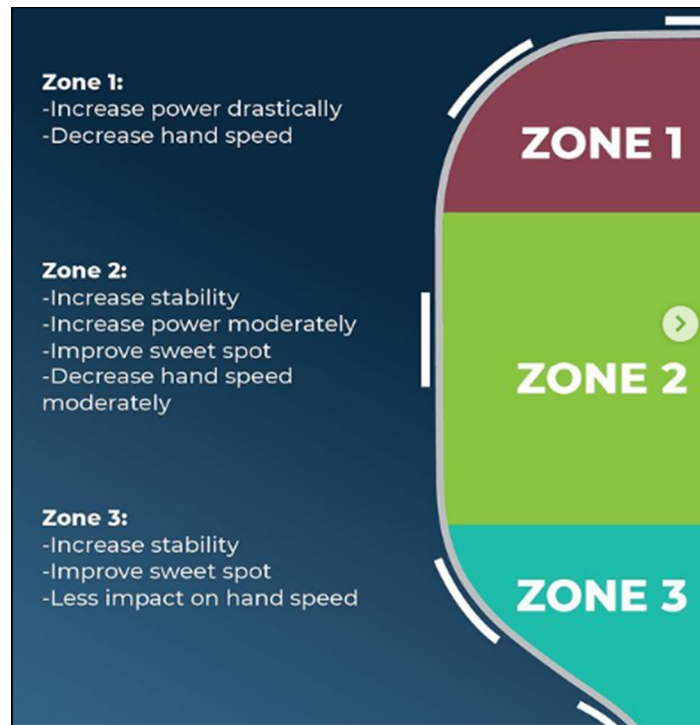 Zone 1:
-Increase power drastically
-Decrease hand speed
ZONE 1
Zone 2:
-Increase stability
-Increase power moderately
-Improve sweet spot
-Decrease hand speed
moderately
ZONE 2
Zone 3:
-Increase stability
-Improve sweet spot
-Less impact on hand speed
ZONE 3